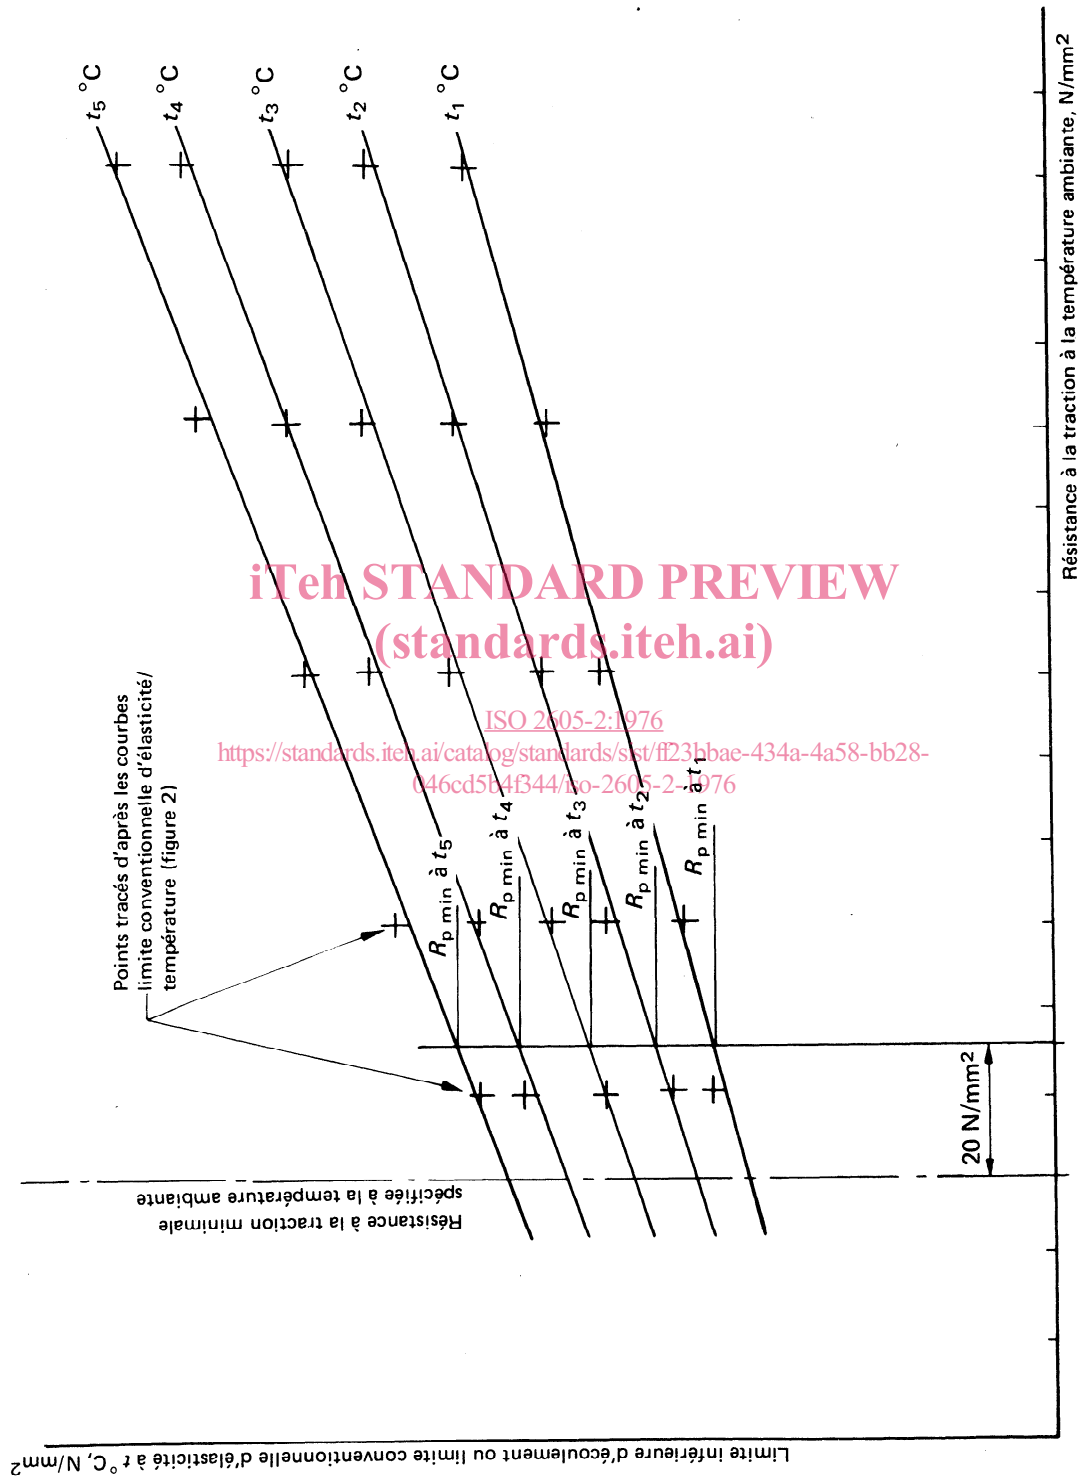 t5 °C
t4 °C
t3 °C
t2 °C
t1 °C
Points tracés d'après les courbes
limite conventionnelle d'élasticité/
température (figure 2)
iTeh STANDARD PREVIEW
(standards.iteh.ai)
ISO 2605-2:1976
https://standards.iteh.ai/catalog/standards/sist/ff23bbae-434a-4a58-bb28-
046cd5b4f344/iso-2605-2-1976
Rp min à t5
Rp min à t4
Rp min à t3
Rp min à t2
Rp min à t1
20 N/mm2
Résistance à la traction minimale
spécifiée à la température ambiante
Résistance à la traction à la température ambiante, N/mm2
Limite inférieure d'écoulement ou limite conventionnelle d'élasticité à t °C, N/mm2